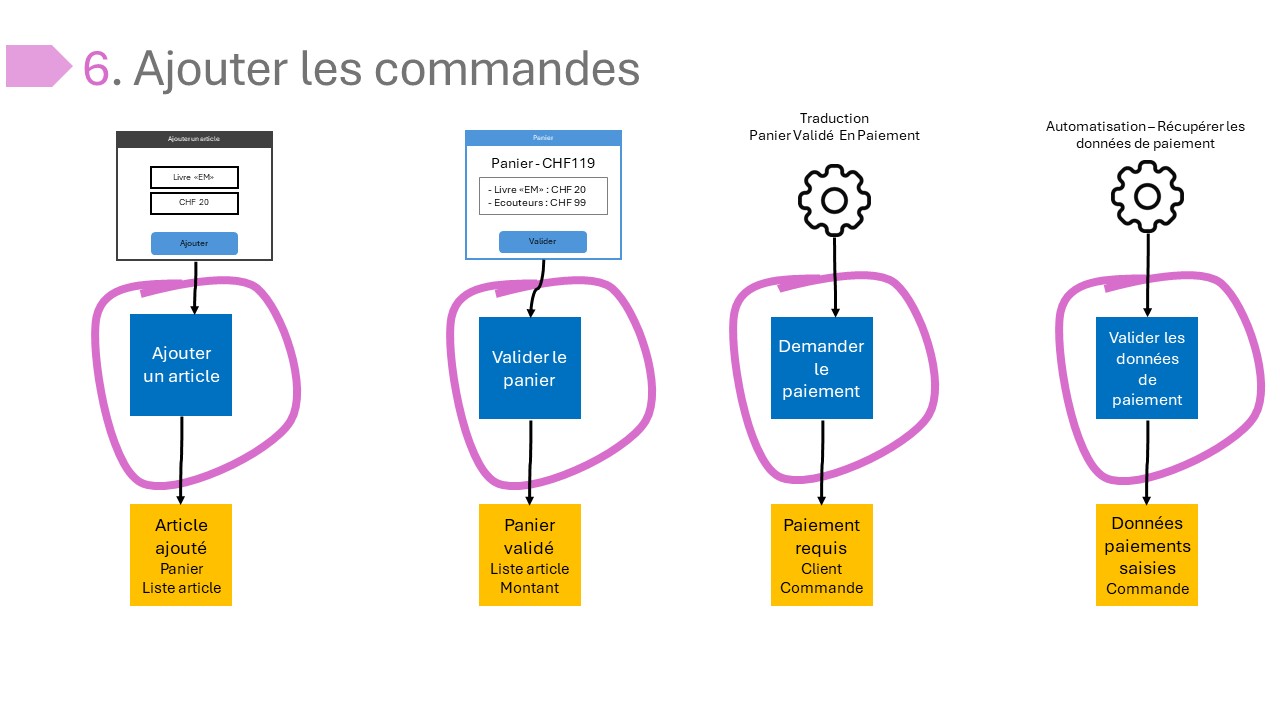 6. Ajouter les commandes
Ajouter un article
Livre «EM»
CHF 20
Ajouter
Ajouter
un article
Article
ajouté
Panier
Liste article
Panier
Panier - CHF119
- Livre «EM» : CHF 20
- Ecouteurs : CHF 99
Valider
Valider le
panier
Panier
validé
Liste article
Montant
Traduction
Panier Validé En Paiement
Demander
le
paiement
Paiement
requis
Client
Commande
Automatisation – Récupérer les
données de paiement
Valider les
données
de
paiement
Données
paiements
saisies
Commande